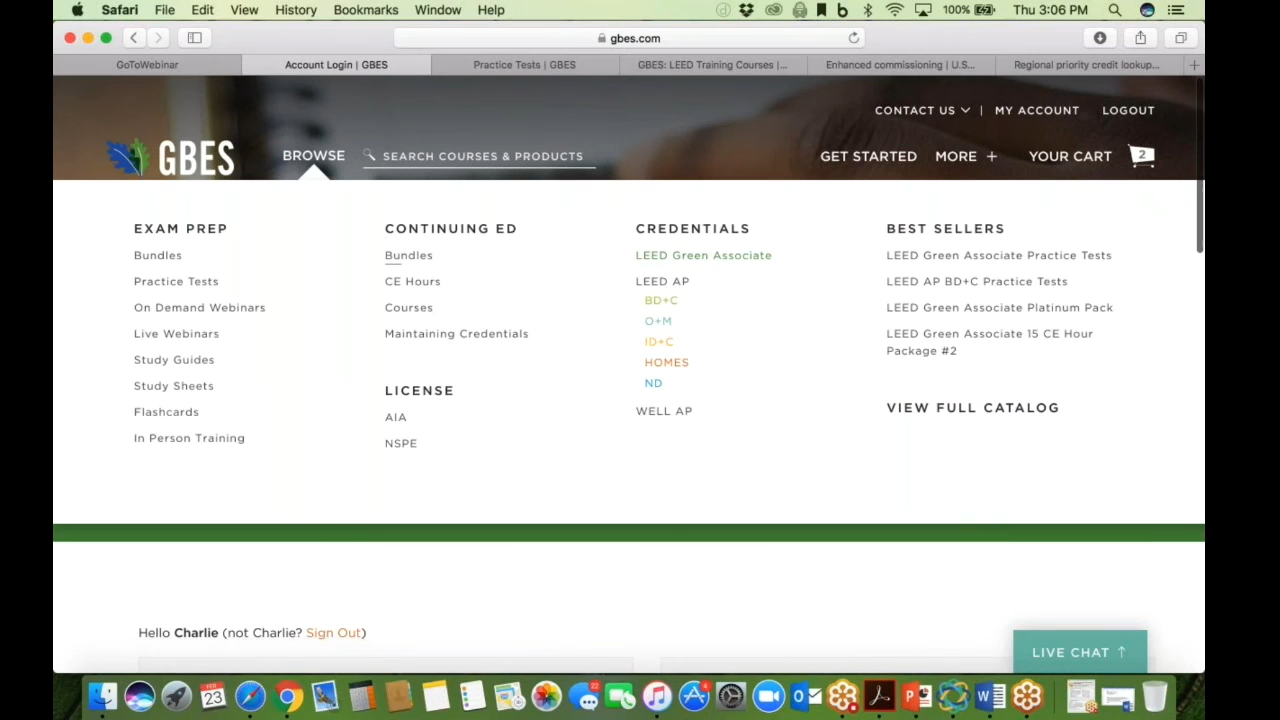 Safari File Edit View History Bookmarks Window Help 100% Thu 3:06 PM
gbes.com
GoToWebinar Account Login | GBES Practice Tests | GBES GBES: LEED Training Courses |... Enhanced commissioning | U.S... Regional priority credit lookup... +
CONTACT US | MY ACCOUNT LOGOUT
GBES BROWSE SEARCH COURSES & PRODUCTS GET STARTED MORE + YOUR CART 2
EXAM PREP
Bundles
Practice Tests
On Demand Webinars
Live Webinars
Study Guides
Study Sheets
Flashcards
In Person Training
CONTINUING ED
Bundles
CE Hours
Courses
Maintaining Credentials
LICENSE
AIA
NSPE
CREDENTIALS
LEED Green Associate
LEED AP
BD+C
O+M
ID+C
HOMES
ND
WELL AP
BEST SELLERS
LEED Green Associate Practice Tests
LEED AP BD+C Practice Tests
LEED Green Associate Platinum Pack
LEED Green Associate 15 CE Hour
Package #2
VIEW FULL CATALOG
Hello Charlie (not Charlie? Sign Out)
LIVE CHAT ↑
23
22